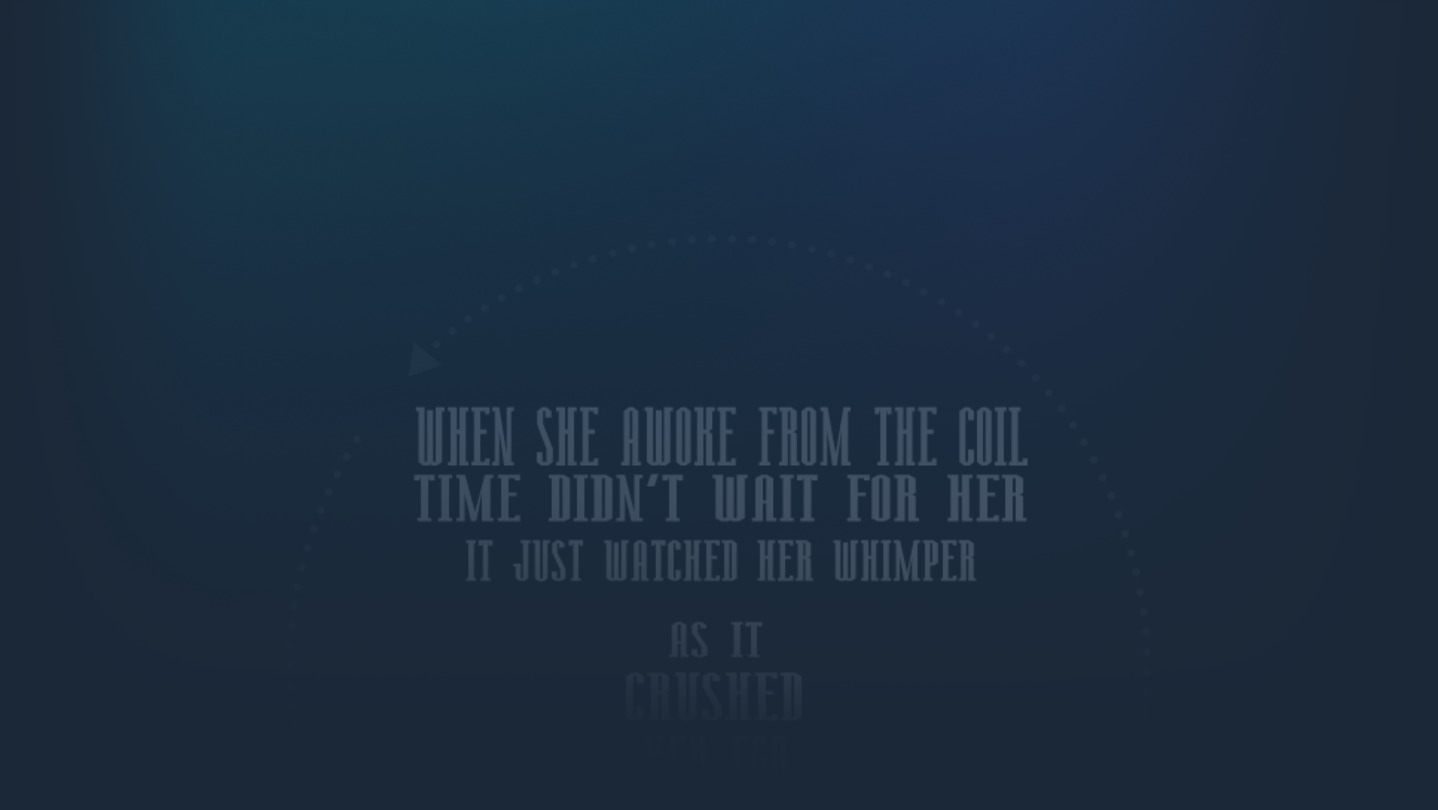 WHEN SHE AWOKE FROM THE COIL
TIME DIDN'T WAIT FOR HER
IT JUST WATCHED HER WHIMPER
AS IT
CRUSHED